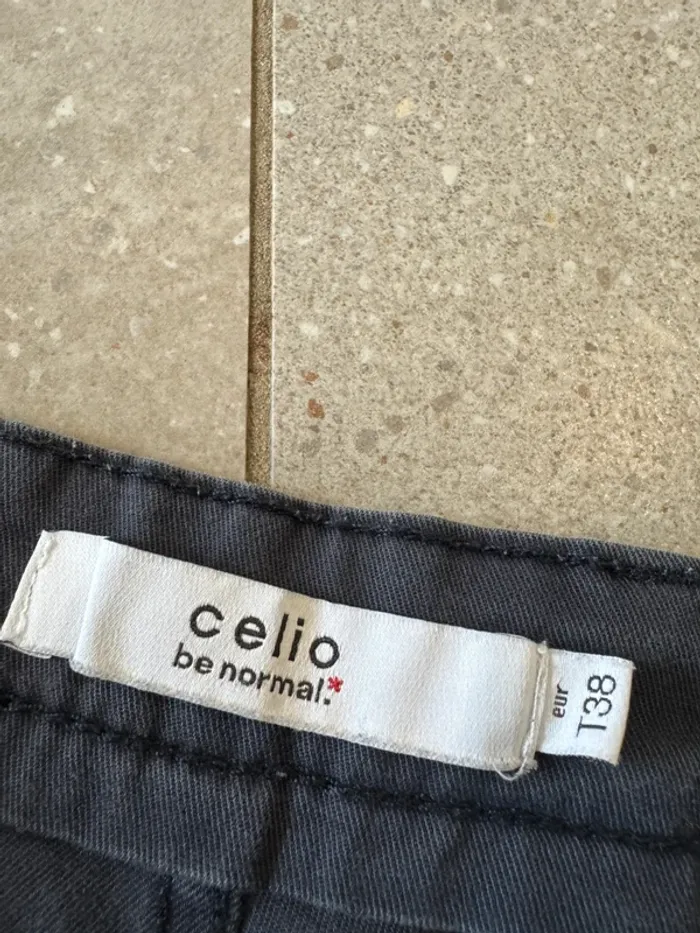 celio
be normal.*
eur
T38